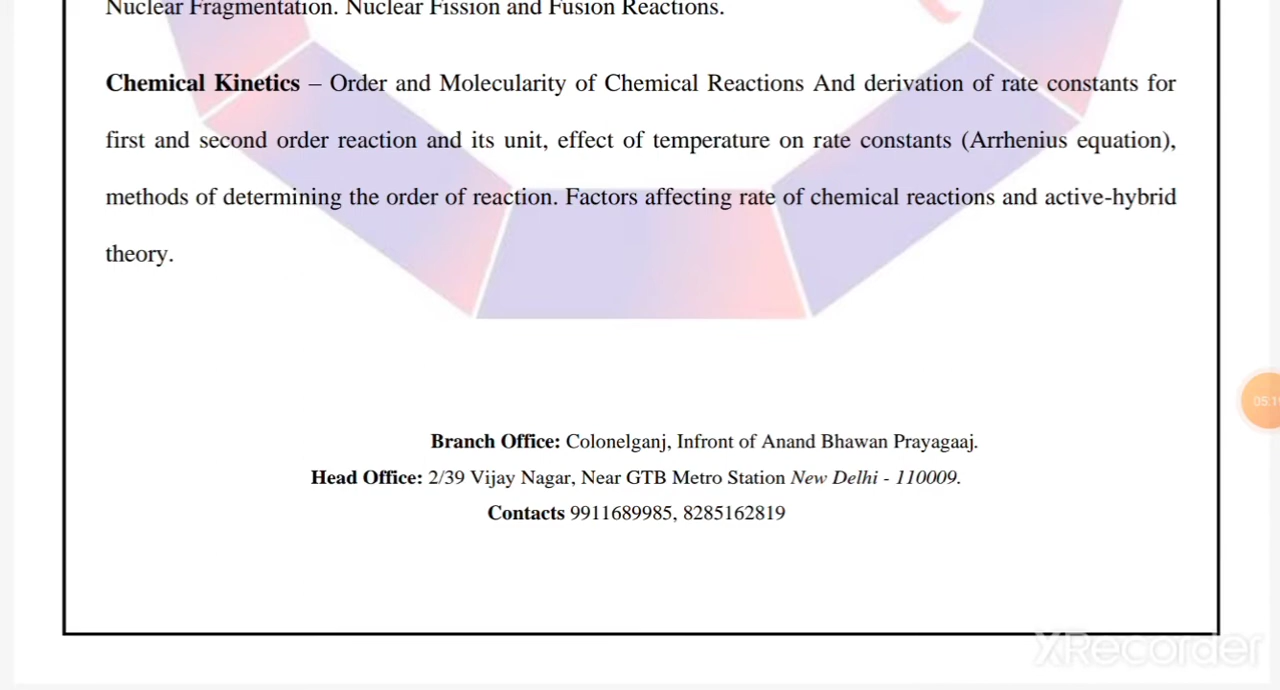 Nuclear Fragmentation. Nuclear Fission and Fusion Reactions.
Chemical Kinetics – Order and Molecularity of Chemical Reactions And derivation of rate constants for
first and second order reaction and its unit, effect of temperature on rate constants (Arrhenius equation),
methods of determining the order of reaction. Factors affecting rate of chemical reactions and active-hybrid
theory.
Branch Office: Colonelganj, Infront of Anand Bhawan Prayagaaj.
Head Office: 2/39 Vijay Nagar, Near GTB Metro Station New Delhi - 110009.
Contacts 9911689985, 8285162819
XRecorder